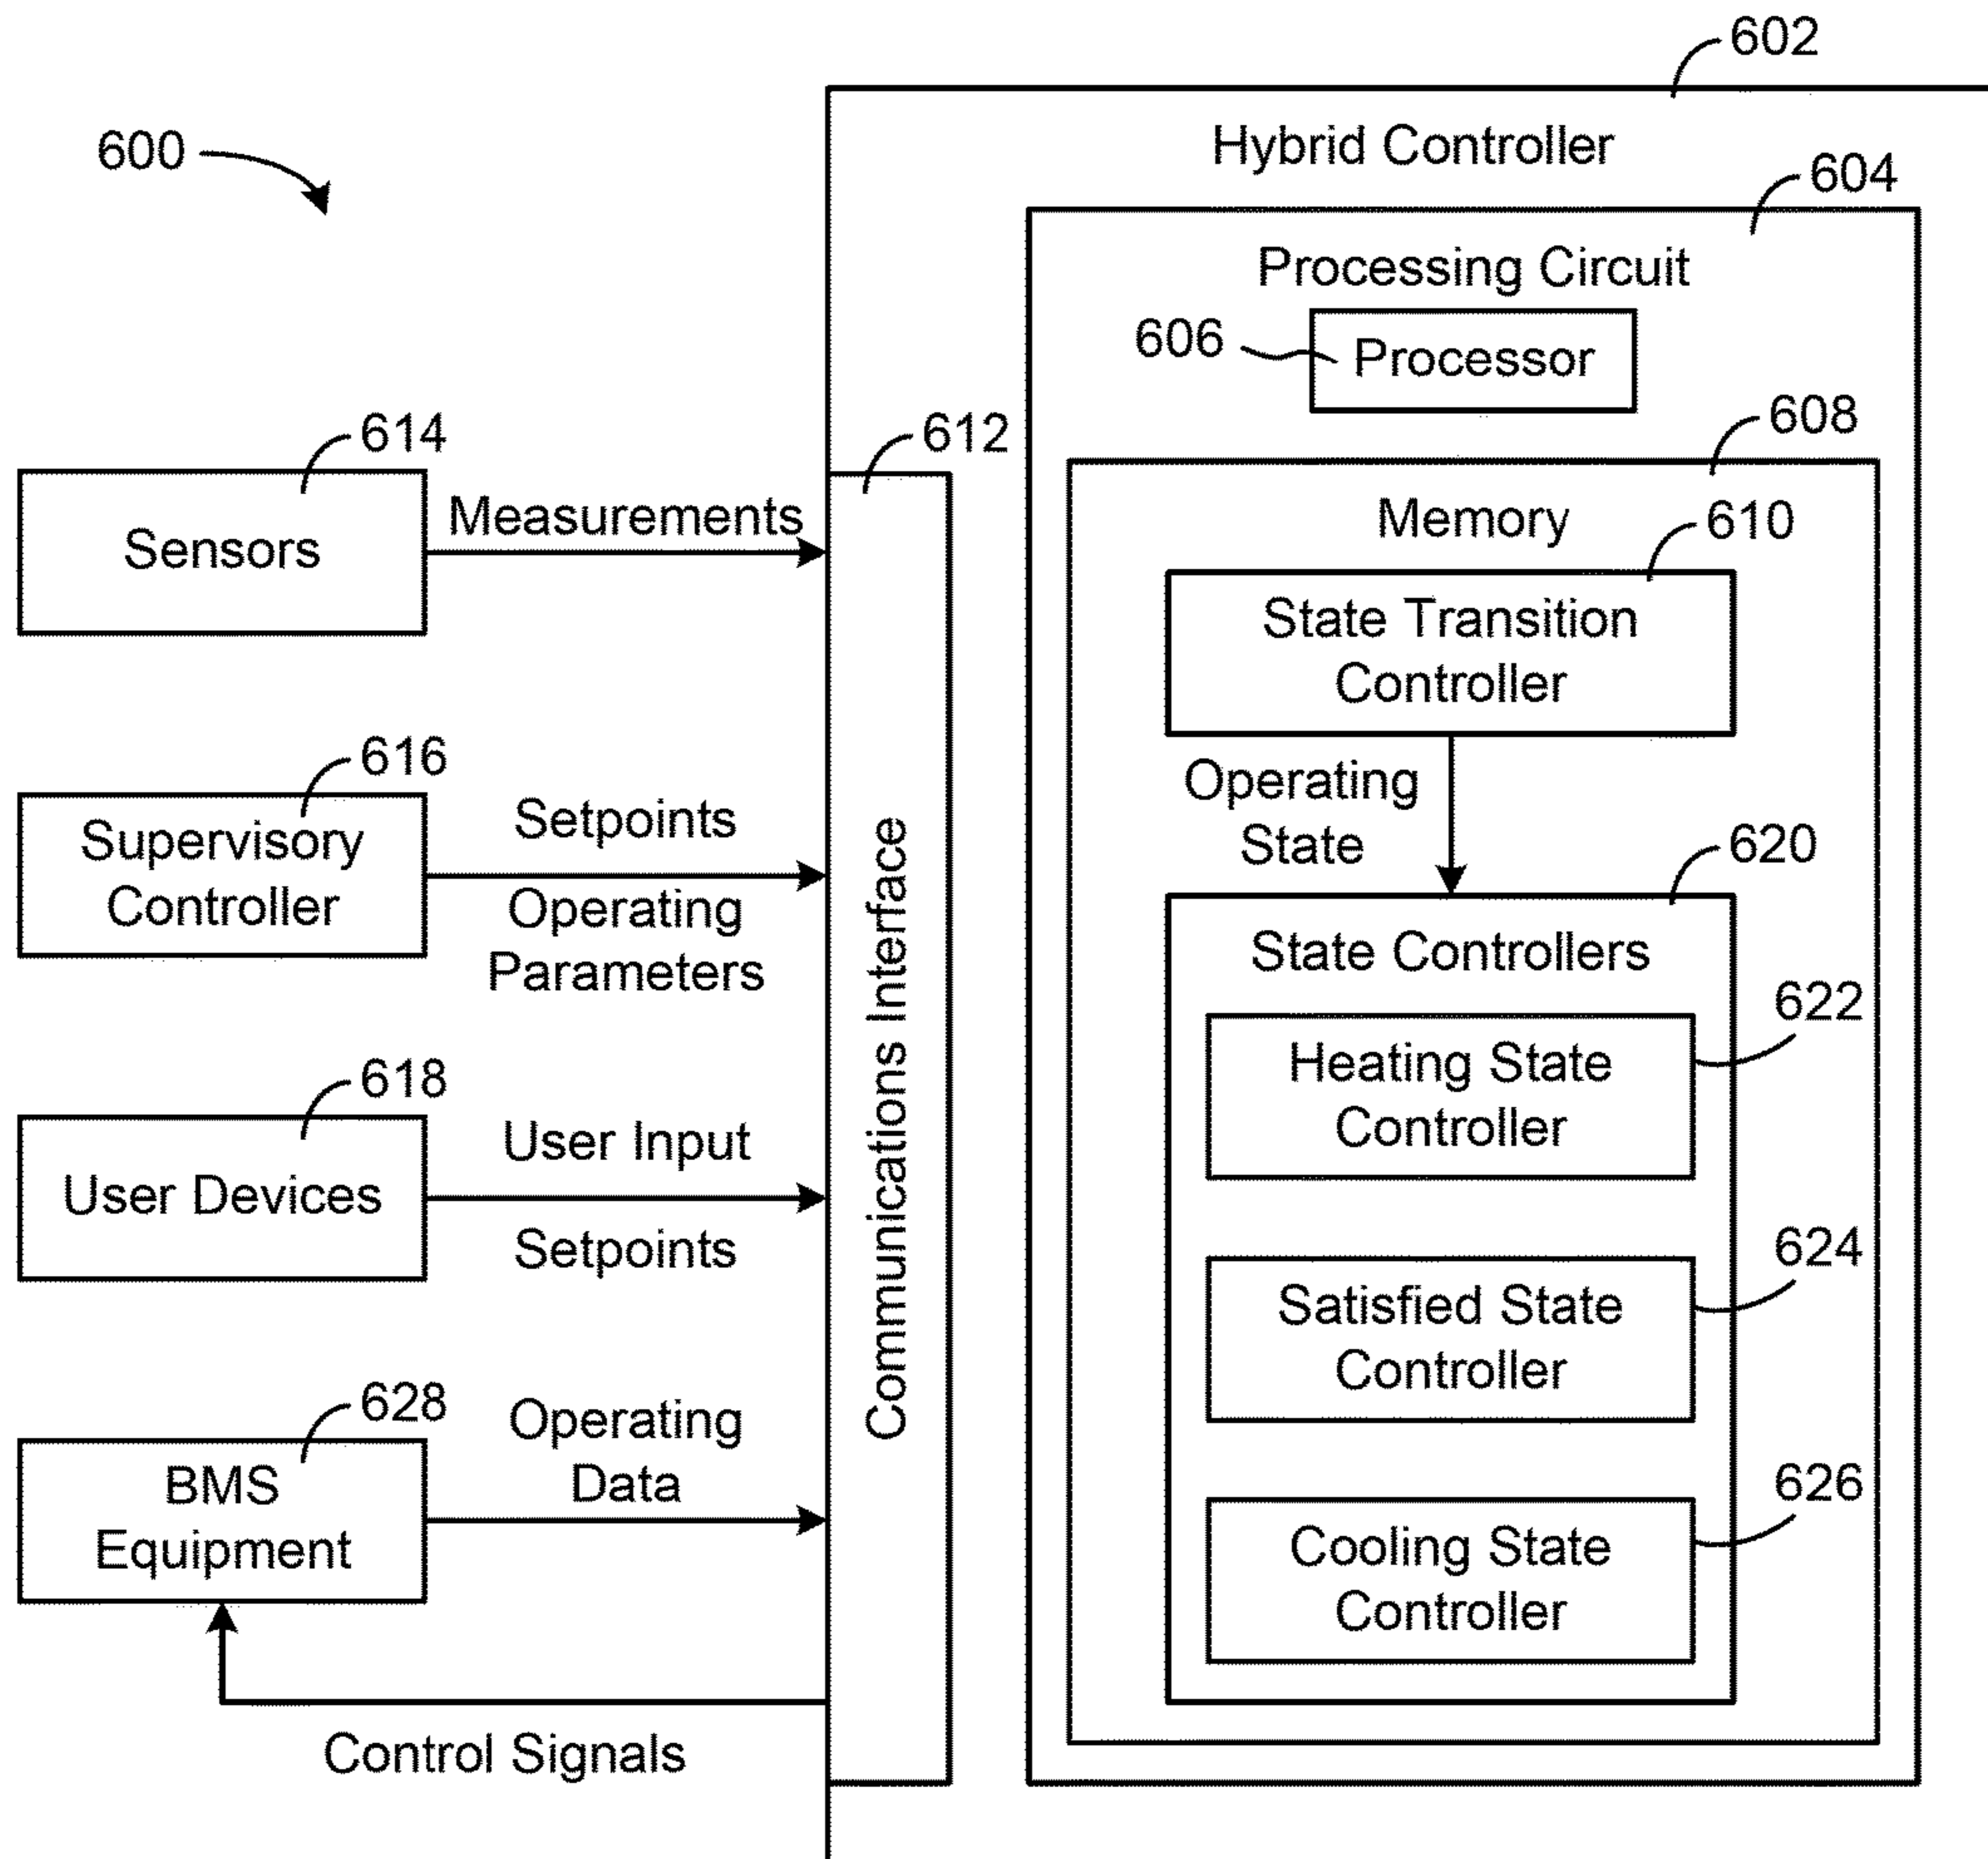 602
Hybrid Controller
600
604
Processing Circuit
606
Processor
608
614
612
Measurements
Memory
Sensors
610
State Transition
Controller
616
Setpoints
Supervisory
Controller
Operating
Parameters
Operating
State
620
State Controllers
Communications Interface
622
Heating State
Controller
618
User Input
User Devices
Setpoints
624
Satisfied State
Controller
628
Operating
Data
BMS
Equipment
626
Cooling State
Controller
Control Signals